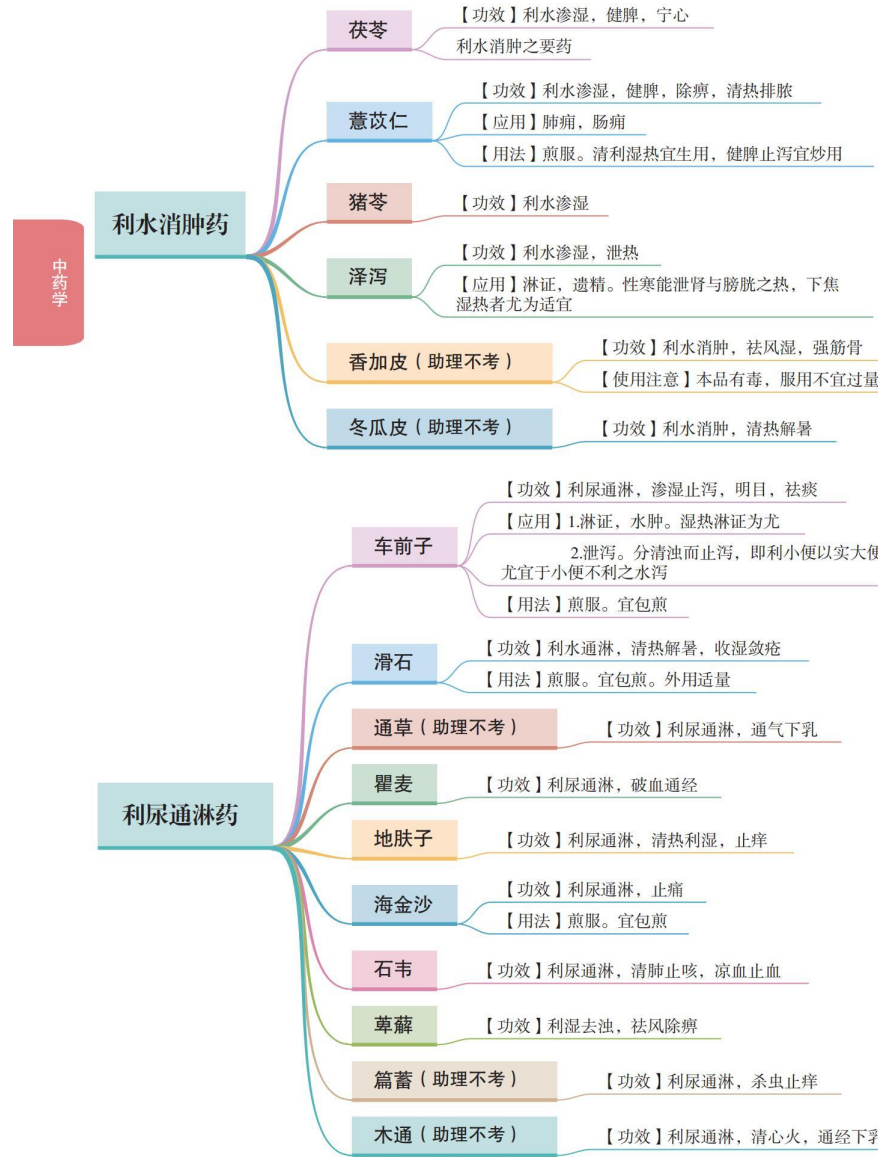 中药学
利水消肿药
茯苓
【功效】利水渗湿，健脾，宁心
利水消肿之要药
薏苡仁
【功效】利水渗湿，健脾，除痹，清热排脓
【应用】肺痈，肠痈
【用法】煎服。清利湿热宜生用，健脾止泻宜炒用
猪苓
【功效】利水渗湿
泽泻
【功效】利水渗湿，泄热
【应用】淋证，遗精。性寒能泄肾与膀胱之热，下焦
湿热者尤为适宜
香加皮（助理不考）
【功效】利水消肿，祛风湿，强筋骨
【使用注意】本品有毒，服用不宜过量
冬瓜皮（助理不考）
【功效】利水消肿，清热解暑
利尿通淋药
车前子
【功效】利尿通淋，渗湿止泻，明目，祛痰
【应用】1.淋证，水肿。湿热淋证为尤
2.泄泻。分清浊而止泻，即利小便以实大便
尤宜于小便不利之水泻
【用法】煎服。宜包煎
滑石
【功效】利水通淋，清热解暑，收湿敛疮
【用法】煎服。宜包煎。外用适量
通草（助理不考）
【功效】利尿通淋，通气下乳
瞿麦
【功效】利尿通淋，破血通经
地肤子
【功效】利尿通淋，清热利湿，止痒
海金沙
【功效】利尿通淋，止痛
【用法】煎服。宜包煎
石韦
【功效】利尿通淋，清肺止咳，凉血止血
萆薢
【功效】利湿去浊，祛风除痹
篇蓄（助理不考）
【功效】利尿通淋，杀虫止痒
木通（助理不考）
【功效】利尿通淋，清心火，通经下乳